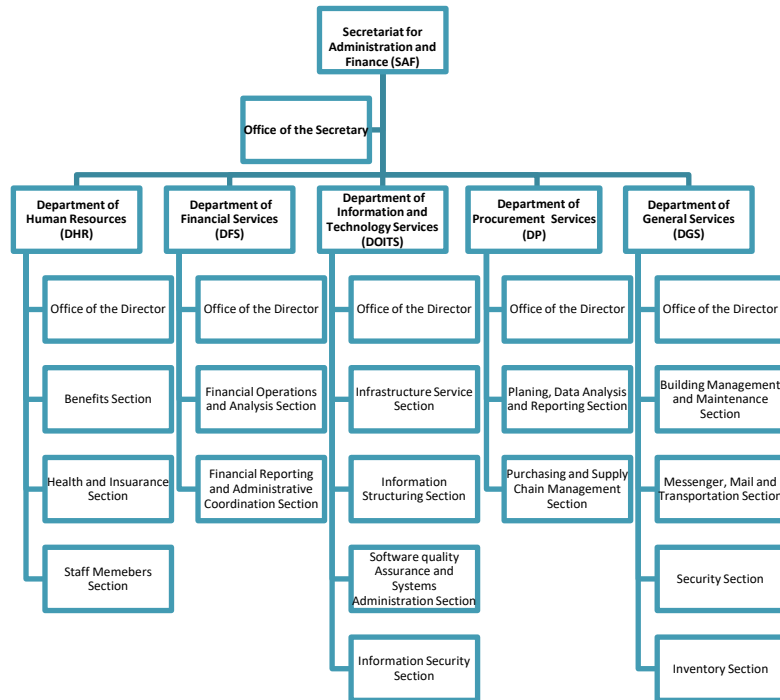 Secretariat for
Administration and
Finance (SAF)
Office of the Secretary
Department of
Human Resources
(DHR)
Department of
Financial Services
(DFS)
Department of
Information and
Technology Services
(DOITS)
Department of
Procurement Services
(DP)
Department of
General Services
(DGS)
Office of the Director
Benefits Section
Health and Insuarance
Section
Staff Memebers
Section
Office of the Director
Financial Operations
and Analysis Section
Financial Reporting
and Administrative
Coordination Section
Office of the Director
Infrastructure Service
Section
Information
Structuring Section
Software quality
Assurance and
Systems
Administration Section
Information Security
Section
Office of the Director
Planing, Data Analysis
and Reporting Section
Purchasing and Supply
Chain Management
Section
Office of the Director
Building Management
and Maintenance
Section
Messenger, Mail and
Transportation Section
Security Section
Inventory Section